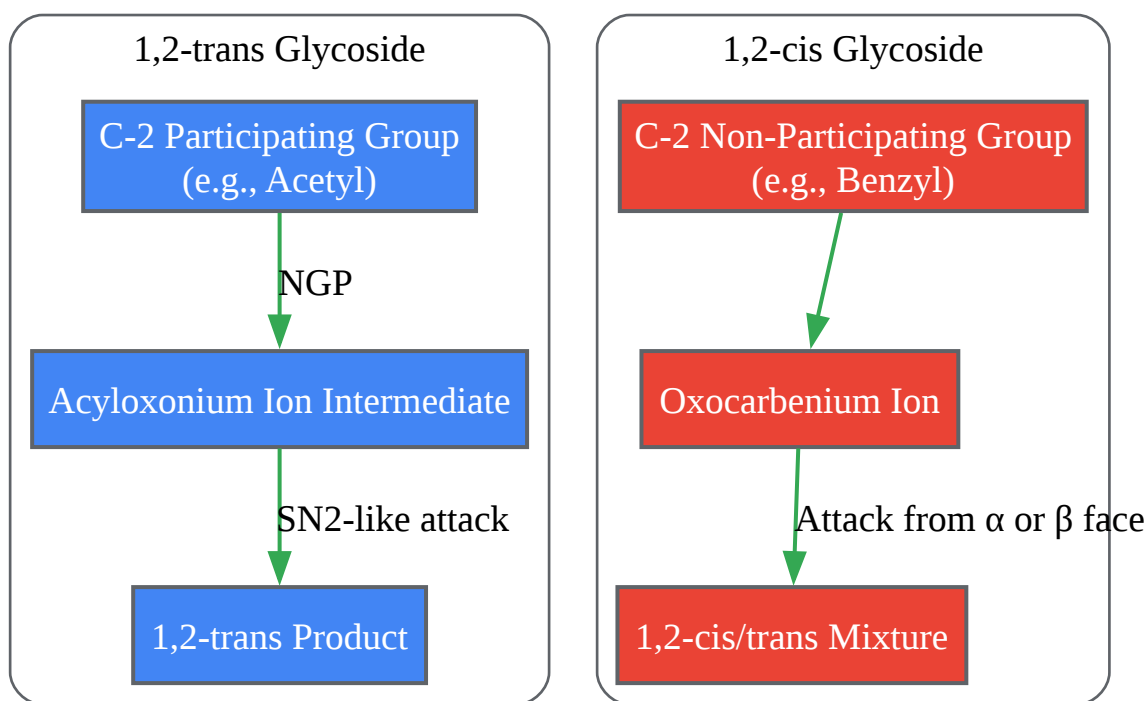 1,2-trans Glycoside
C-2 Participating Group
(e.g., Acetyl)
NGP
Acyloxonium Ion Intermediate
SN2-like attack
1,2-trans Product
1,2-cis Glycoside
C-2 Non-Participating Group
(e.g., Benzyl)
Oxocarbenium Ion
Attack from α or β face
1,2-cis/trans Mixture